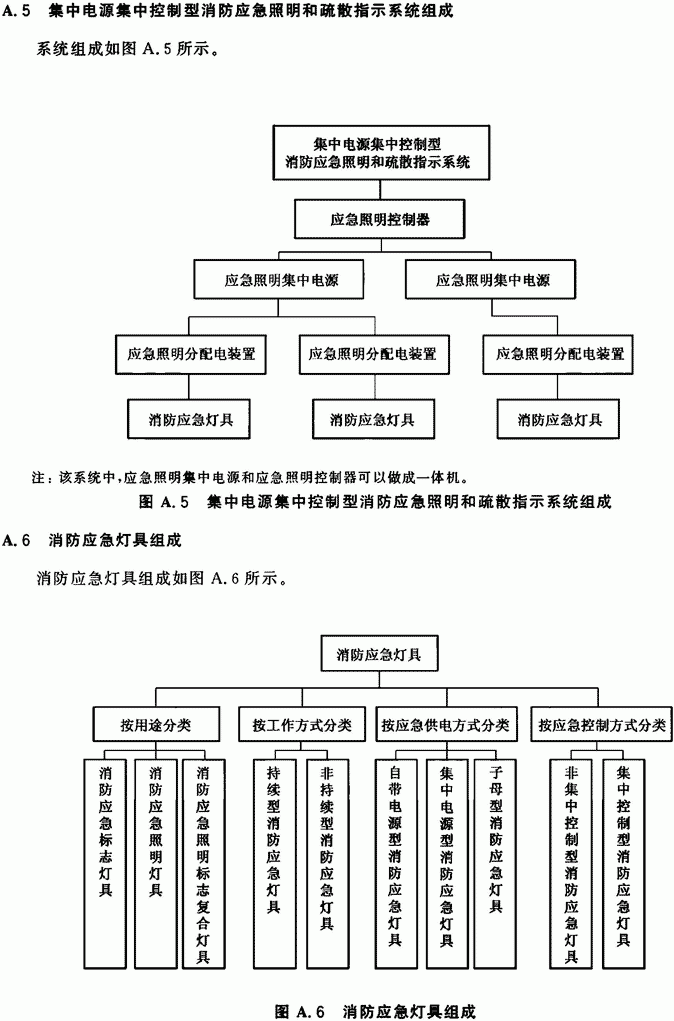 A.5 集中电源集中控制型消防应急照明和疏散指示系统组成
系统组成如图 A.5 所示。
集中电源集中控制型
消防应急照明和疏散指示系统
应急照明控制器
应急照明集中电源
应急照明集中电源
应急照明分配电装置
应急照明分配电装置
应急照明分配电装置
消防应急灯具
消防应急灯具
消防应急灯具
注：该系统中,应急照明集中电源和应急照明控制器可以做成一体机。
图 A.5 集中电源集中控制型消防应急照明和疏散指示系统组成
A.6 消防应急灯具组成
消防应急灯具组成如图 A.6 所示。
消防应急灯具
按用途分类
按工作方式分类
按应急供电方式分类
按应急控制方式分类
消防应急标志灯具
消防应急照明灯具
消防应急照明标志复合灯具
持续型消防应急灯具
非持续型消防应急灯具
自带电源型消防应急灯具
集中电源型消防应急灯具
子母型消防应急灯具
非集中控制型消防应急灯具
集中控制型消防应急灯具
图 A.6 消防应急灯具组成